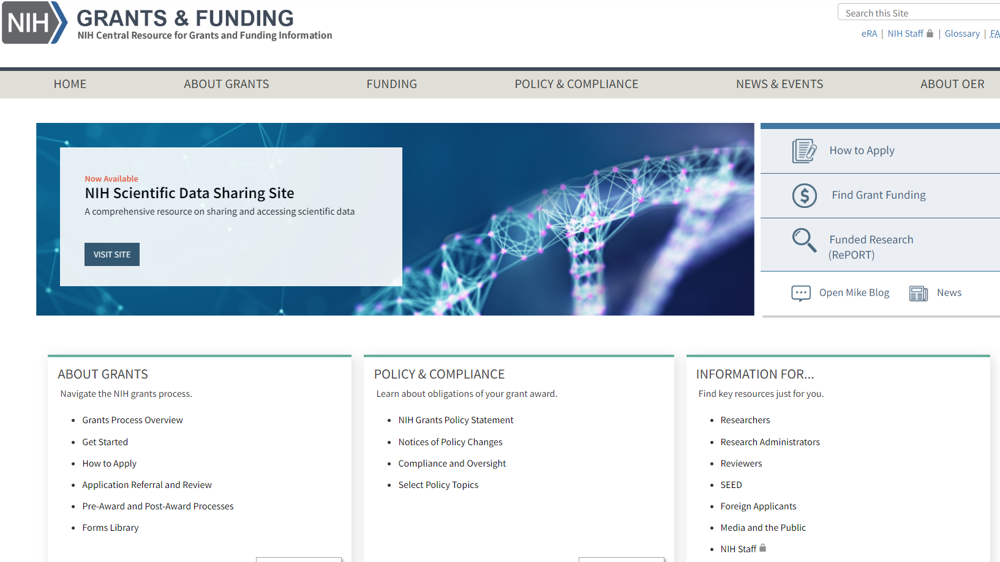 NIH
GRANTS & FUNDING
NIH Central Resource for Grants and Funding Information
Search this Site
eRA | NIH Staff | Glossary | FA
HOME ABOUT GRANTS FUNDING POLICY & COMPLIANCE NEWS & EVENTS ABOUT OER
Now Available
NIH Scientific Data Sharing Site
A comprehensive resource on sharing and accessing scientific data
VISIT SITE
How to Apply
Find Grant Funding
Funded Research
(RePORT)
Open Mike Blog
News
ABOUT GRANTS
Navigate the NIH grants process.
• Grants Process Overview
• Get Started
• How to Apply
• Application Referral and Review
• Pre-Award and Post-Award Processes
• Forms Library
POLICY & COMPLIANCE
Learn about obligations of your grant award.
• NIH Grants Policy Statement
• Notices of Policy Changes
• Compliance and Oversight
• Select Policy Topics
INFORMATION FOR...
Find key resources just for you.
• Researchers
• Research Administrators
• Reviewers
• SEED
• Foreign Applicants
• Media and the Public
• NIH Staff